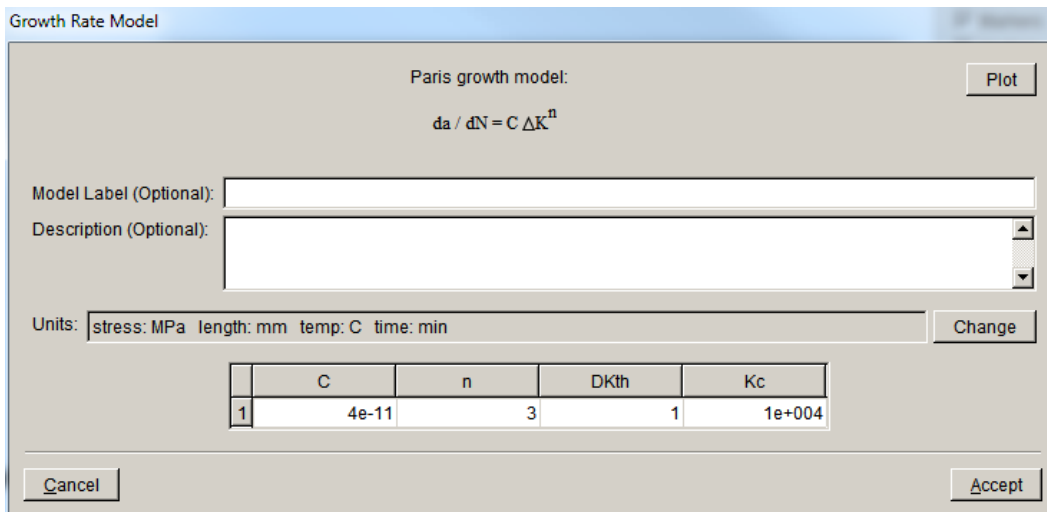 Growth Rate Model
Paris growth model:
Plot
da / dN = C ΔKⁿ
Model Label (Optional):
Description (Optional):
Units: stress: MPa length: mm temp: C time: min Change
C n DKth Kc
1 4e-11 3 1 1e+004
Cancel Accept